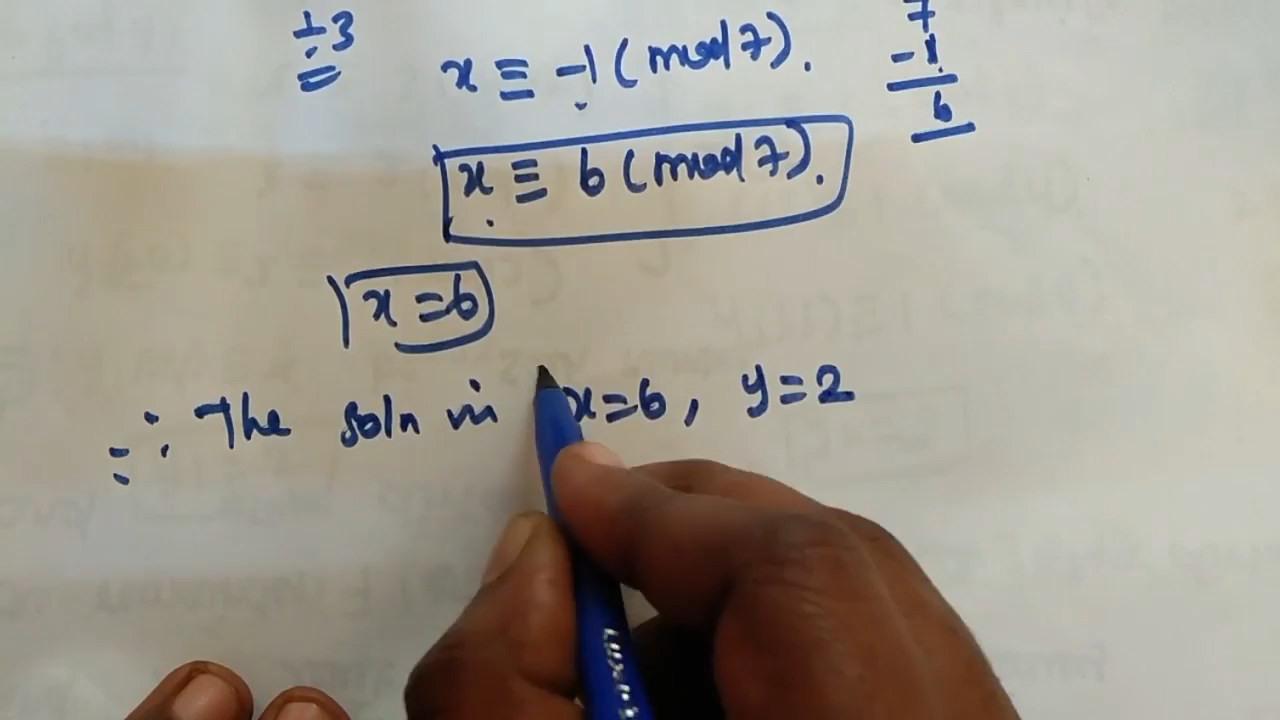 ÷3
x ≡ -1 (mod 7).
7
-1
6
x ≡ 6 (mod 7).
x = 6
∴ The soln is x=6, y=2